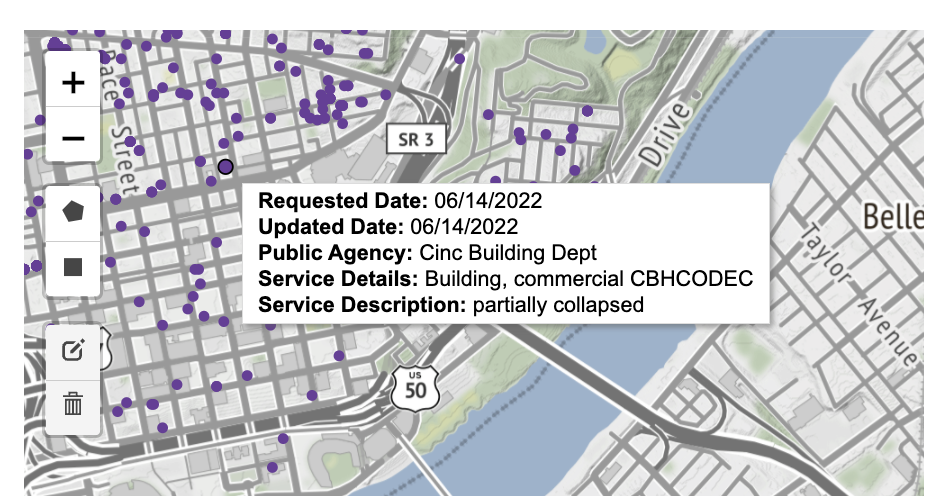 +
Race Street
−
SR 3
Drive
Requested Date: 06/14/2022
Updated Date: 06/14/2022
Public Agency: Cinc Building Dept
Service Details: Building, commercial CBHCODEC
Service Description: partially collapsed
Belle
Taylor Avenue
US
50